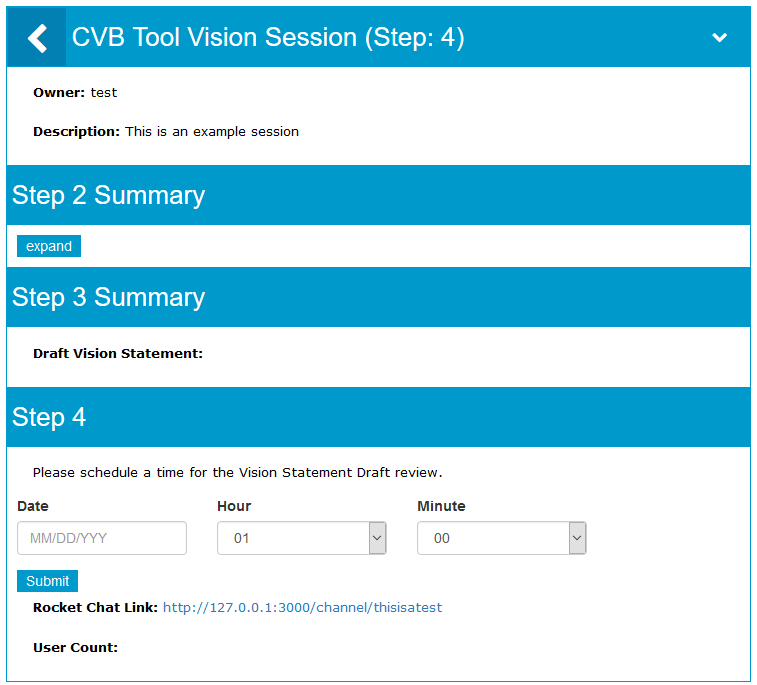 CVB Tool Vision Session (Step: 4)
Owner: test
Description: This is an example session
Step 2 Summary
expand
Step 3 Summary
Draft Vision Statement:
Step 4
Please schedule a time for the Vision Statement Draft review.
Date Hour Minute
MM/DD/YYY 01 00
Submit
Rocket Chat Link: http://127.0.0.1:3000/channel/thisisatest
User Count: